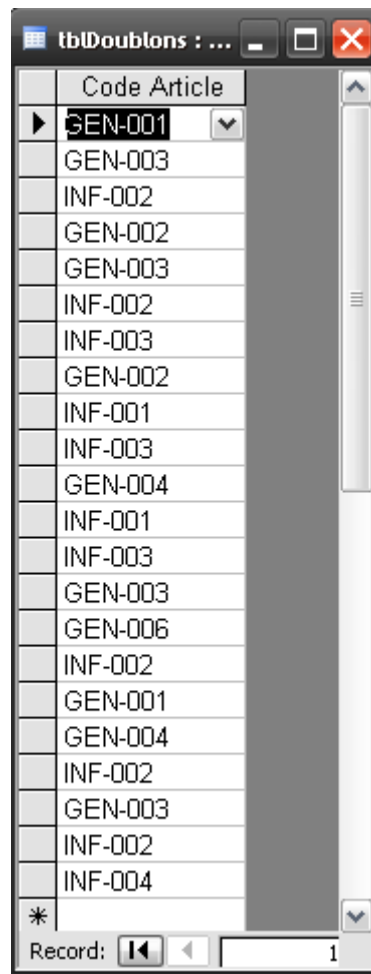 tblDoublons : ...
Code Article
GEN-001
GEN-003
INF-002
GEN-002
GEN-003
INF-002
INF-003
GEN-002
INF-001
INF-003
GEN-004
INF-001
INF-003
GEN-003
GEN-006
INF-002
GEN-001
GEN-004
INF-002
GEN-003
INF-002
INF-004
Record: 1